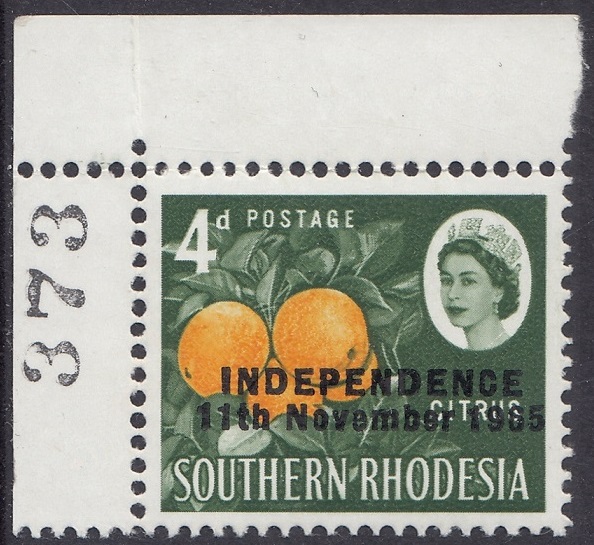 373
4d POSTAGE
INDEPENDENCE
CITRUS
11th November 1965
SOUTHERN RHODESIA